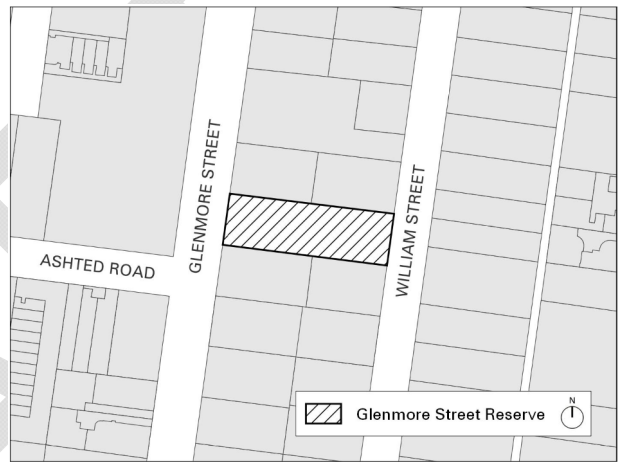 GLENMORE STREET
WILLIAM STREET
ASHTED ROAD
Glenmore Street Reserve
N